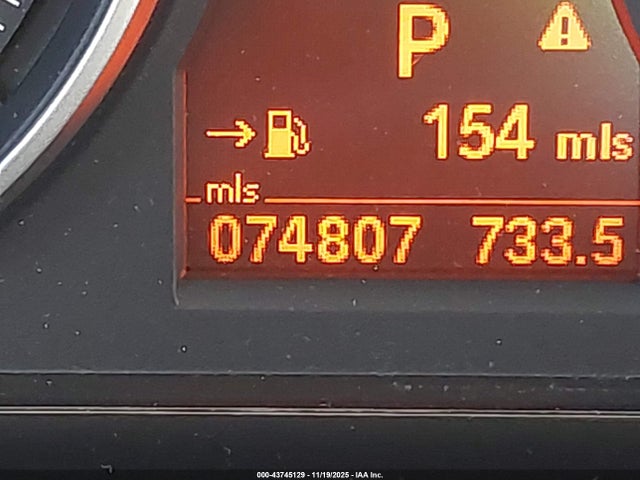 P
154 mls
mls
074807 733.5
000-43745129 - 11/19/2025 - IAA Inc.